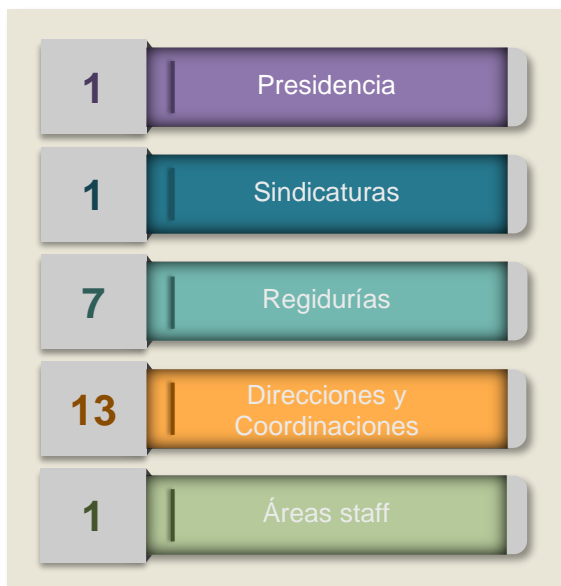 1 Presidencia
1 Sindicaturas
7 Regidurías
13 Direcciones y
Coordinaciones
1 Áreas staff